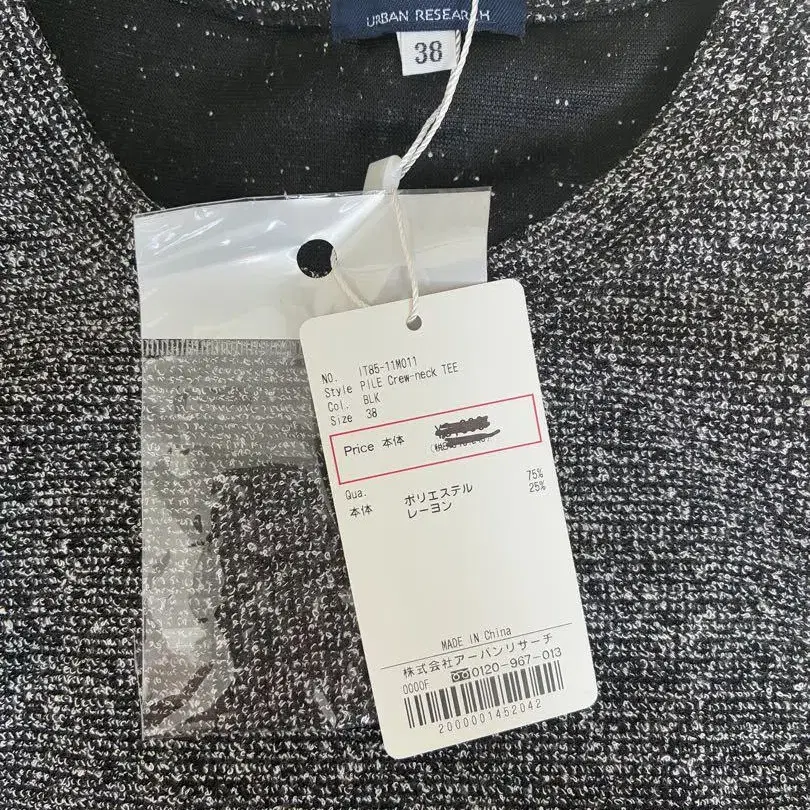 URBAN RESEARCH
38
NO. IT85-11M011
Style PILE Crew-neck TEE
Col. BLK
Size 38
Price 本体
Qua.
本体 ポリエステル 75%
レーヨン 25%
MADE IN China
株式会社アーバンリサーチ
0120-967-013
0000F
2000001452042